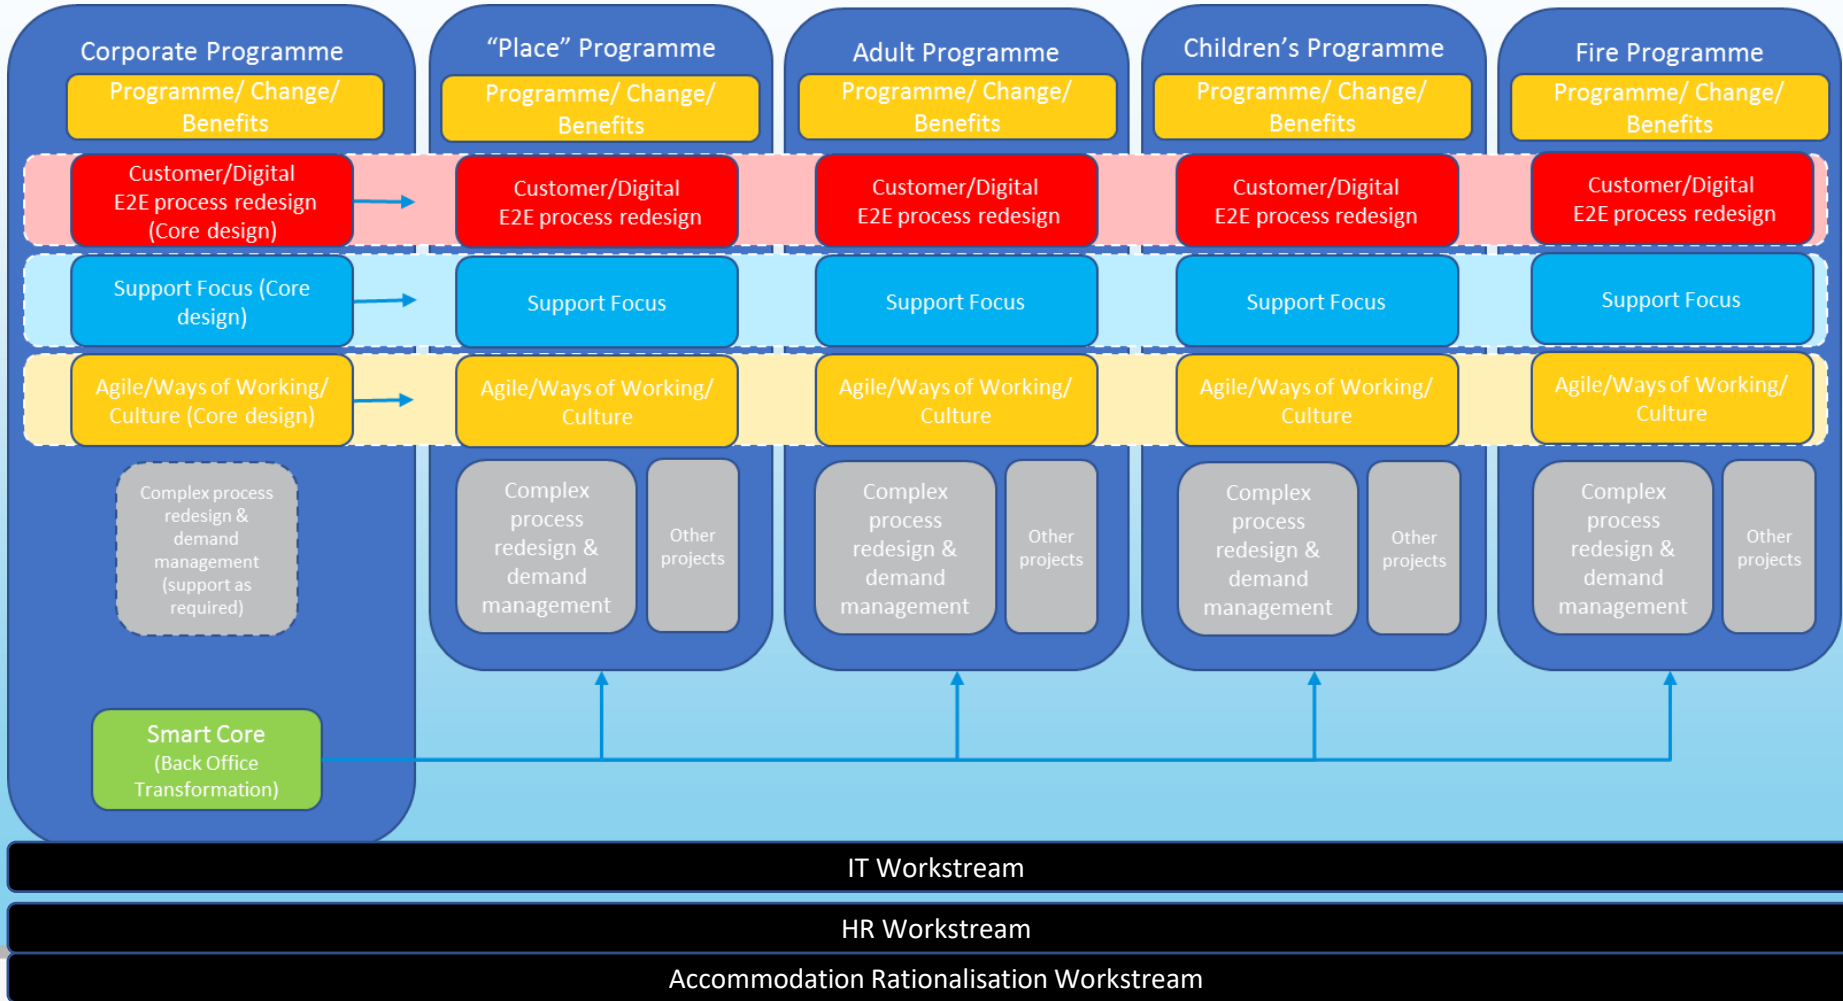 Corporate Programme
"Place" Programme
Adult Programme
Children's Programme
Fire Programme
Programme/ Change/
Benefits
Programme/ Change/
Benefits
Programme/ Change/
Benefits
Programme/ Change/
Benefits
Programme/ Change/
Benefits
Customer/Digital
E2E process redesign
(Core design)
Customer/Digital
E2E process redesign
Customer/Digital
E2E process redesign
Customer/Digital
E2E process redesign
Customer/Digital
E2E process redesign
Support Focus (Core
design)
Support Focus
Support Focus
Support Focus
Support Focus
Agile/Ways of Working/
Culture (Core design)
Agile/Ways of Working/
Culture
Agile/Ways of Working/
Culture
Agile/Ways of Working/
Culture
Agile/Ways of Working/
Culture
Complex process
redesign &
demand
management
(support as
required)
Complex
process
redesign &
demand
management
Other
projects
Complex
process
redesign &
demand
management
Other
projects
Complex
process
redesign &
demand
management
Other
projects
Complex
process
redesign &
demand
management
Other
projects
Smart Core
(Back Office
Transformation)
IT Workstream
HR Workstream
Accommodation Rationalisation Workstream